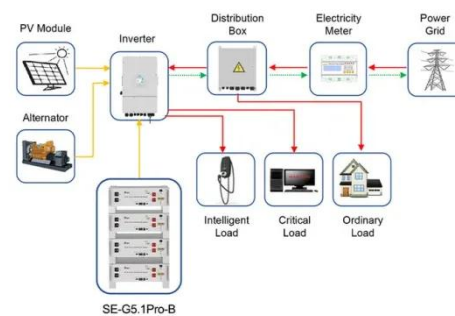 PV Module
Inverter
Distribution
Box
Electricity
Meter
Power
Grid
Alternator
Intelligent
Load
Critical
Load
Ordinary
Load
SE-G5.1Pro-B